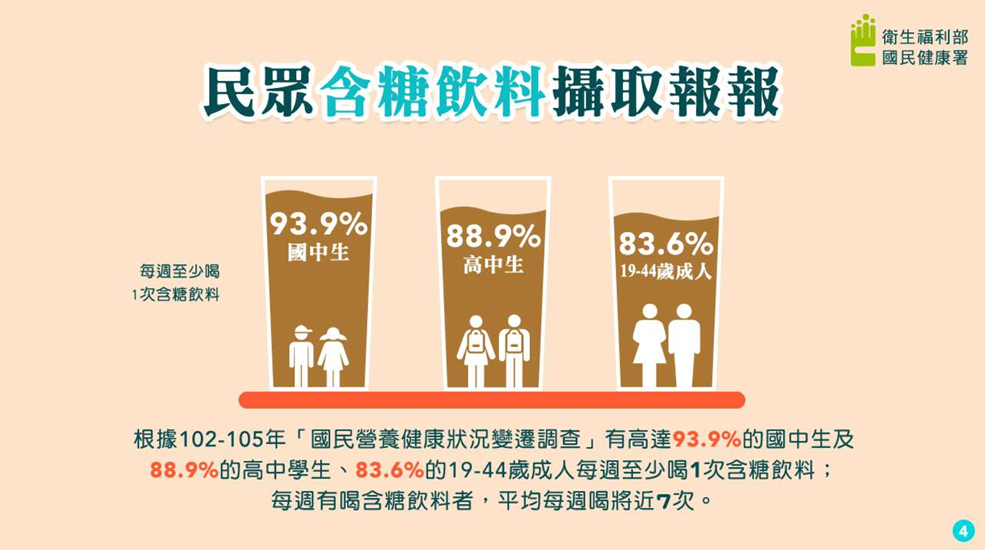 衛生福利部
國民健康署
民眾含糖飲料攝取報報
93.9%
國中生
88.9%
高中生
83.6%
19-44歲成人
每週至少喝
1次含糖飲料
根據102-105年「國民營養健康狀況變遷調查」有高達93.9%的國中生及
88.9%的高中學生、83.6%的19-44歲成人每週至少喝1次含糖飲料；
每週有喝含糖飲料者，平均每週喝將近7次。
4